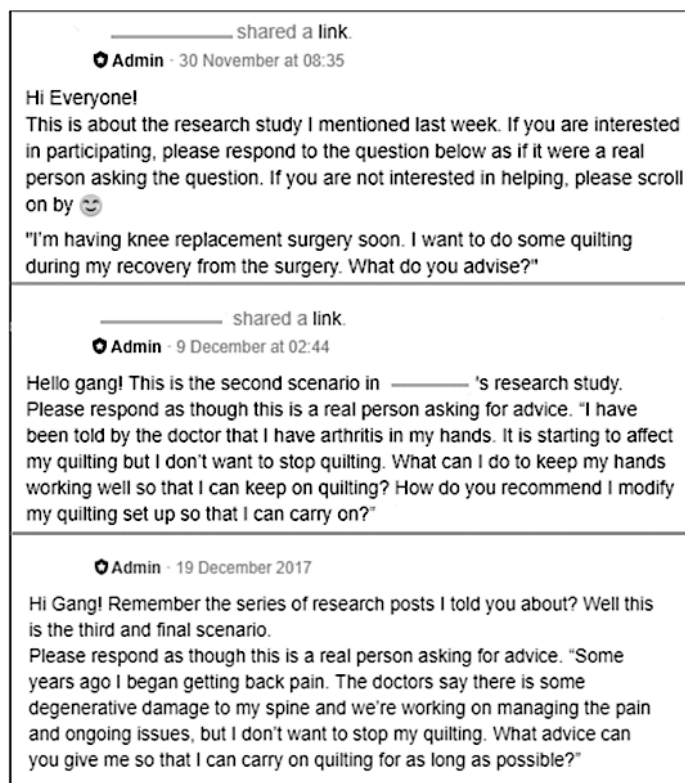 shared a link.
Admin · 30 November at 08:35
Hi Everyone!
This is about the research study I mentioned last week. If you are interested
in participating, please respond to the question below as if it were a real
person asking the question. If you are not interested in helping, please scroll
on by 😊
"I'm having knee replacement surgery soon. I want to do some quilting
during my recovery from the surgery. What do you advise?"
shared a link.
Admin · 9 December at 02:44
Hello gang! This is the second scenario in ________ 's research study.
Please respond as though this is a real person asking for advice. “I have
been told by the doctor that I have arthritis in my hands. It is starting to affect
my quilting but I don’t want to stop quilting. What can I do to keep my hands
working well so that I can keep on quilting? How do you recommend I modify
my quilting set up so that I can carry on?”
Admin · 19 December 2017
Hi Gang! Remember the series of research posts I told you about? Well this
is the third and final scenario.
Please respond as though this is a real person asking for advice. “Some
years ago I began getting back pain. The doctors say there is some
degenerative damage to my spine and we’re working on managing the pain
and ongoing issues, but I don’t want to stop my quilting. What advice can
you give me so that I can carry on quilting for as long as possible?”